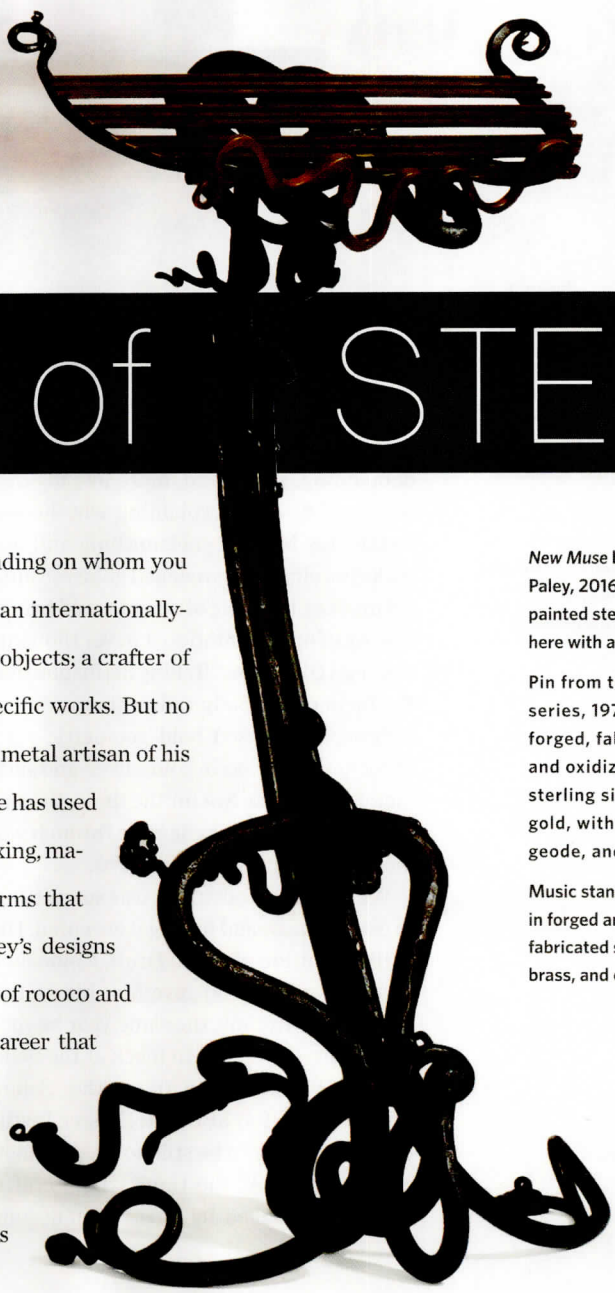 of STE
ding on whom you
an internationally-
objects; a crafter of
ecific works. But no
metal artisan of his
e has used
king, ma-
rms that
ey's designs
of rococo and
areer that
s
New Muse
Paley, 2016
painted ste
here with a
Pin from t
series, 197
forged, fal
and oxidiz
sterling si
gold, with
geode, and
Music stan
in forged ar
fabricated s
brass, and